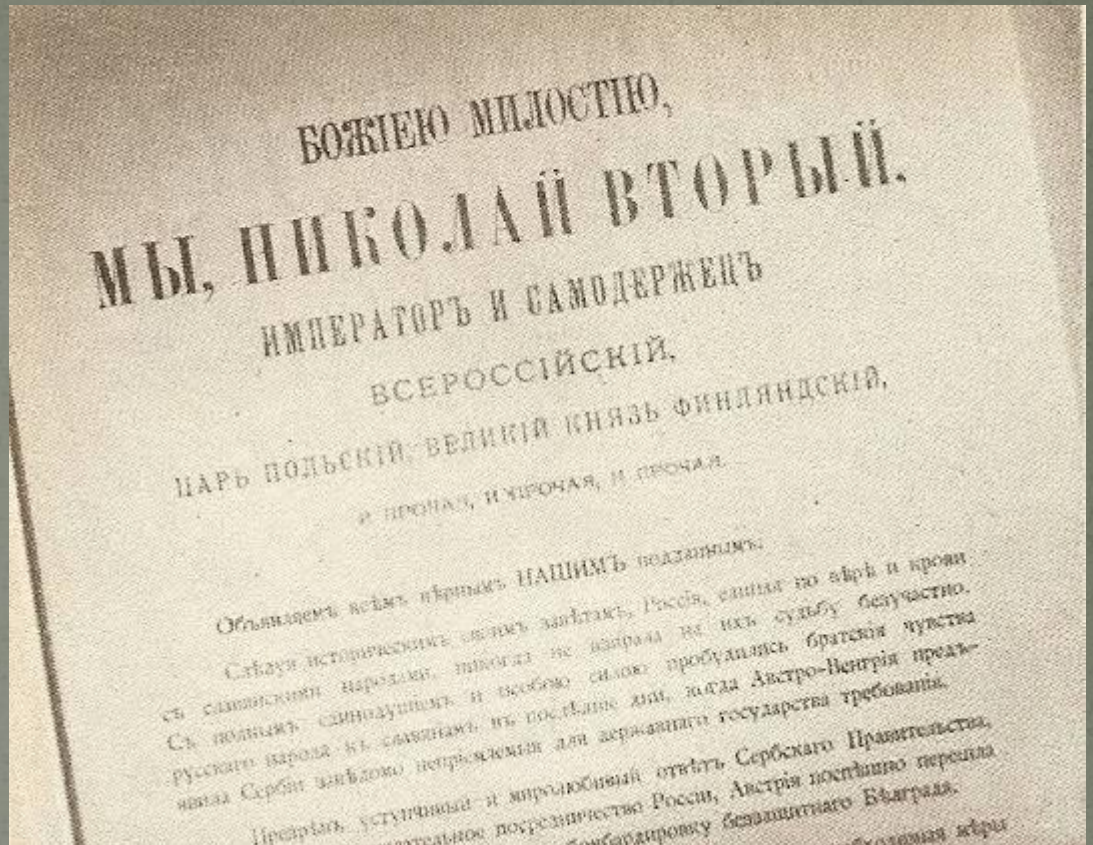 БОЖІЕЮ МИЛОСТІЮ,
МЫ, НИКОЛАЙ ВТОРЫЙ,
ИМПЕРАТОРЪ И САМОДЕРЖЕЦЪ
ВСЕРОССІЙСКІЙ,
ЦАРЬ ПОЛЬСКІЙ, ВЕЛИКІЙ КНЯЗЬ ФИНЛЯНДСКІЙ,
И ПРОЧАЯ, И ПРОЧАЯ, И ПРОЧАЯ.
Объявляемъ всѣмъ вѣрнымъ НАШИМЪ подданнымъ:
Слѣдуя историческимъ своимъ завѣтамъ, Россія, единая по вѣрѣ и крови
съ славянскими народами, никогда не взирала на ихъ судьбу безучастно.
Съ полнымъ единодушіемъ и особою силою пробудились братскія чувства
русскаго народа къ славянамъ въ послѣдніе дни, когда Австро-Венгрія предъ-
явила Сербіи завѣдомо непріемлемыя для державнаго государства требованія.
Презрѣвъ уступчивый и миролюбивый отвѣтъ Сербскаго Правительства,
посредничество Россіи, Австрія поспѣшно перешла
бомбардировку беззащитнаго Бѣлграда.
мѣры